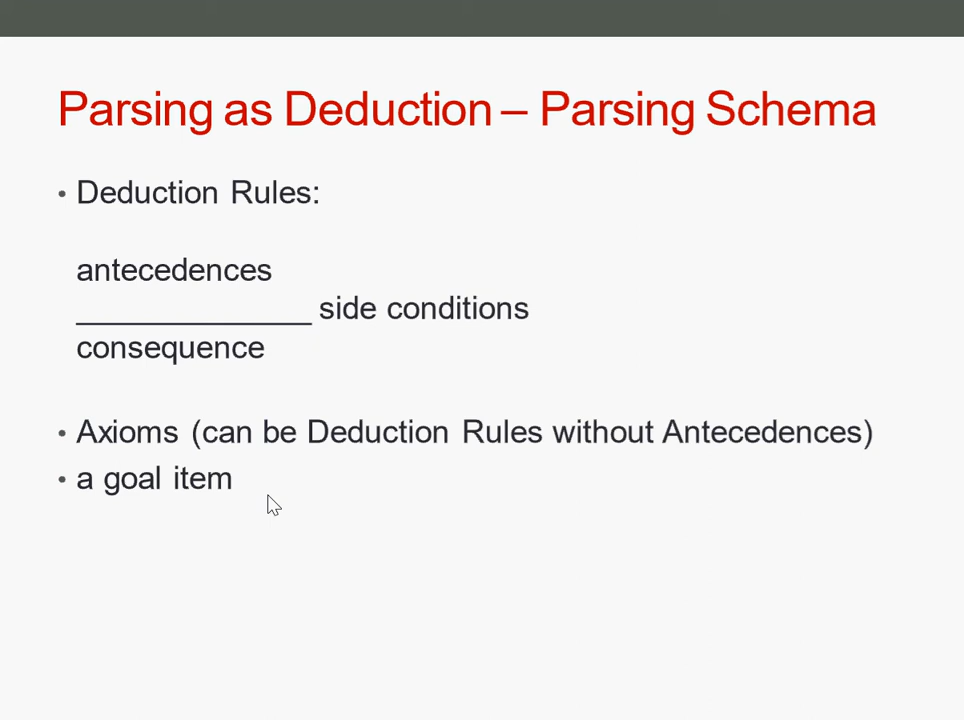 Parsing as Deduction – Parsing Schema
• Deduction Rules:
antecedences
______________ side conditions
consequence
• Axioms (can be Deduction Rules without Antecedences)
• a goal item